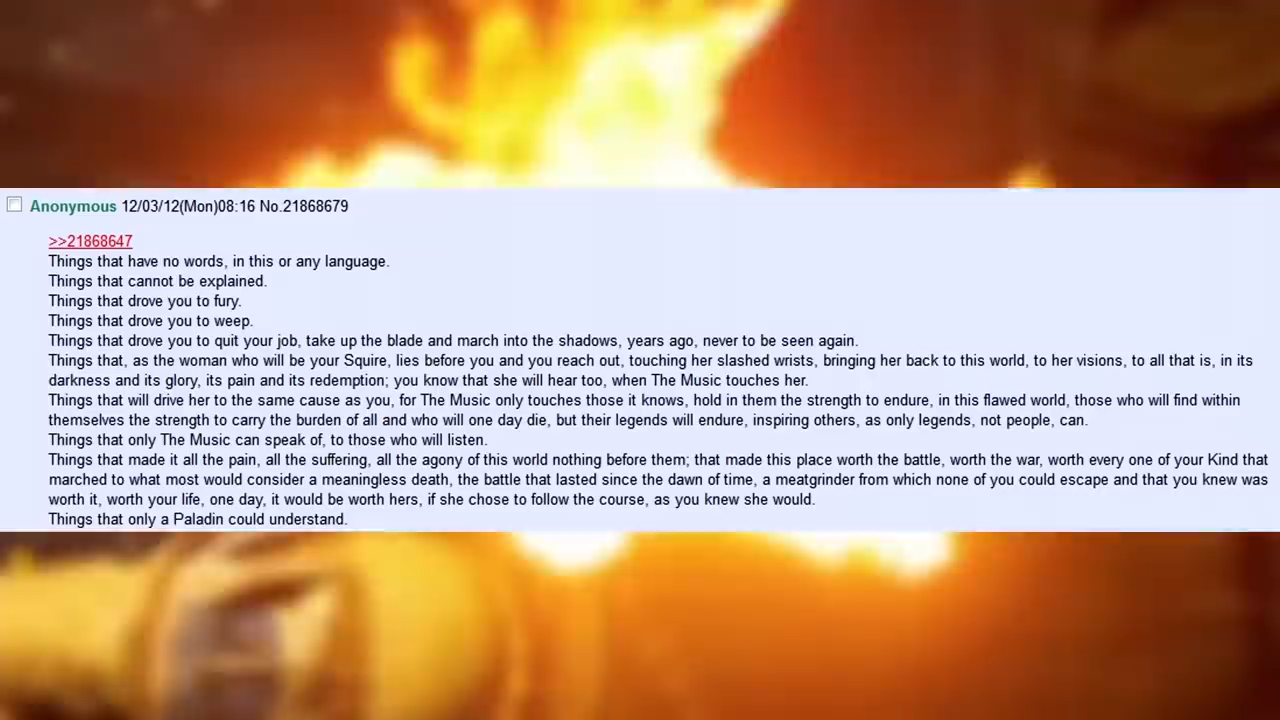 Anonymous 12/03/12(Mon)08:16 No.21868679
>>21868647
Things that have no words, in this or any language.
Things that cannot be explained.
Things that drove you to fury.
Things that drove you to weep.
Things that drove you to quit your job, take up the blade and march into the shadows, years ago, never to be seen again.
Things that, as the woman who will be your Squire, lies before you and you reach out, touching her slashed wrists, bringing her back to this world, to her visions, to all that is, in its
darkness and its glory, its pain and its redemption; you know that she will hear too, when The Music touches her.
Things that will drive her to the same cause as you, for The Music only touches those it knows, hold in them the strength to endure, in this flawed world, those who will find within
themselves the strength to carry the burden of all and who will one day die, but their legends will endure, inspiring others, as only legends, not people, can.
Things that only The Music can speak of, to those who will listen.
Things that made it all the pain, all the suffering, all the agony of this world nothing before them; that made this place worth the battle, worth the war, worth every one of your Kind that
marched to what most would consider a meaningless death, the battle that lasted since the dawn of time, a meatgrinder from which none of you could escape and that you knew was
worth it, worth your life, one day, it would be worth hers, if she chose to follow the course, as you knew she would.
Things that only a Paladin could understand.